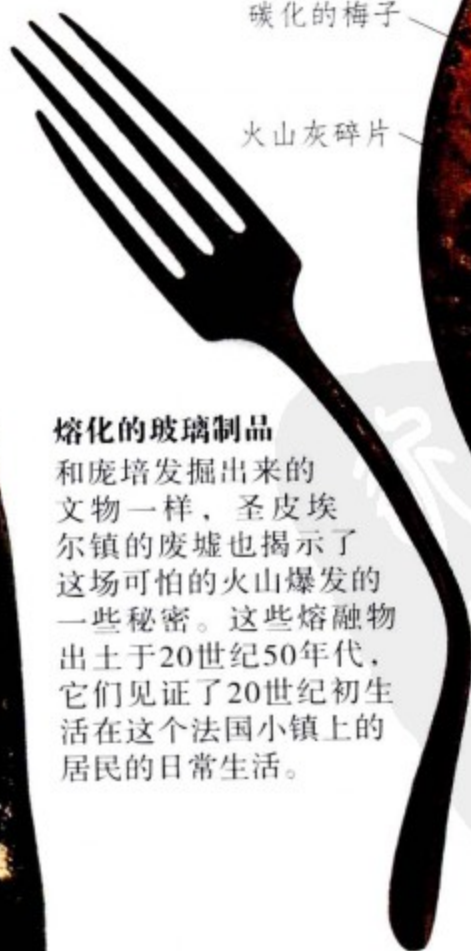 碳化的梅子
火山灰碎片
熔化的玻璃制品
和庞培发掘出来的
文物一样，圣皮埃
尔镇的废墟也揭示了
这场可怕的火山爆发的
一些秘密。这些熔融物
出土于20世纪50年代，
它们见证了20世纪初生
活在这个法国小镇上的
居民的日常生活。